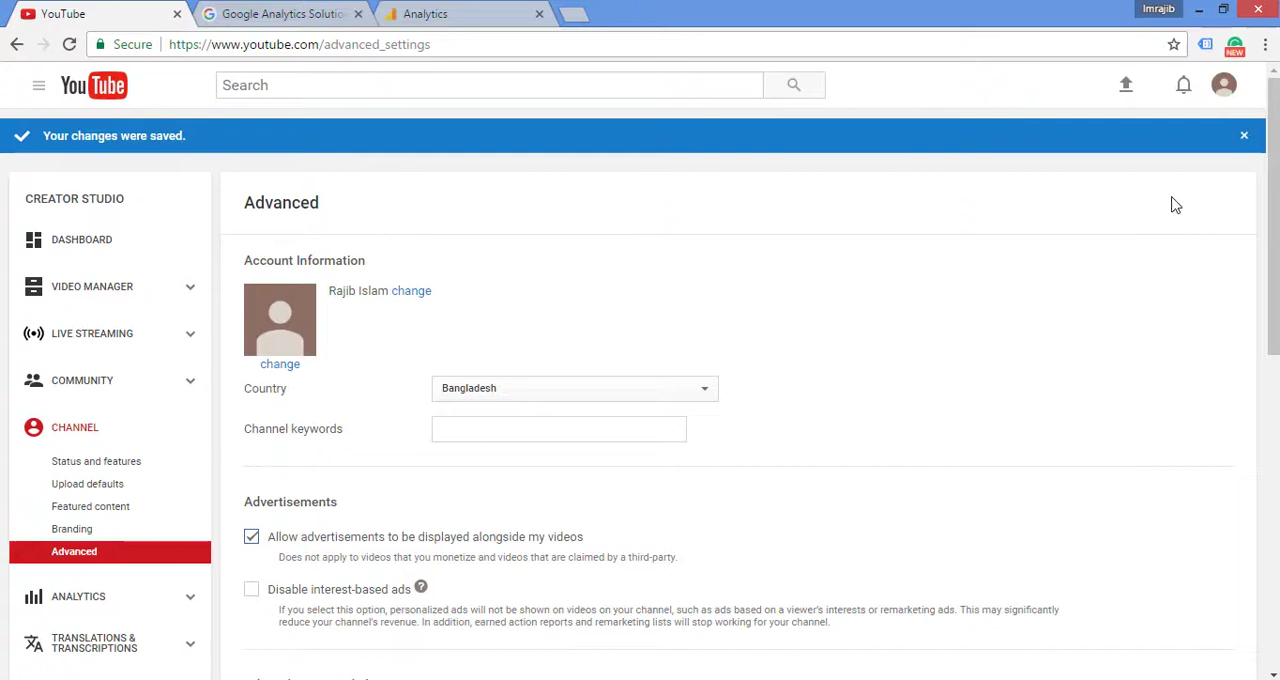 YouTube
Google Analytics Solutio
Analytics
Imrajib
Secure
https://www.youtube.com/advanced_settings
NEW
YouTube
Search
Your changes were saved.
CREATOR STUDIO
DASHBOARD
VIDEO MANAGER
LIVE STREAMING
COMMUNITY
CHANNEL
Status and features
Upload defaults
Featured content
Branding
Advanced
ANALYTICS
TRANSLATIONS &
TRANSCRIPTIONS
Advanced
Account Information
Rajib Islam change
change
Country
Bangladesh
Channel keywords
Advertisements
Allow advertisements to be displayed alongside my videos
Does not apply to videos that you monetize and videos that are claimed by a third-party.
Disable interest-based ads ?
If you select this option, personalized ads will not be shown on videos on your channel, such as ads based on a viewer's interests or remarketing ads. This may significantly
reduce your channel's revenue. In addition, earned action reports and remarketing lists will stop working for your channel.